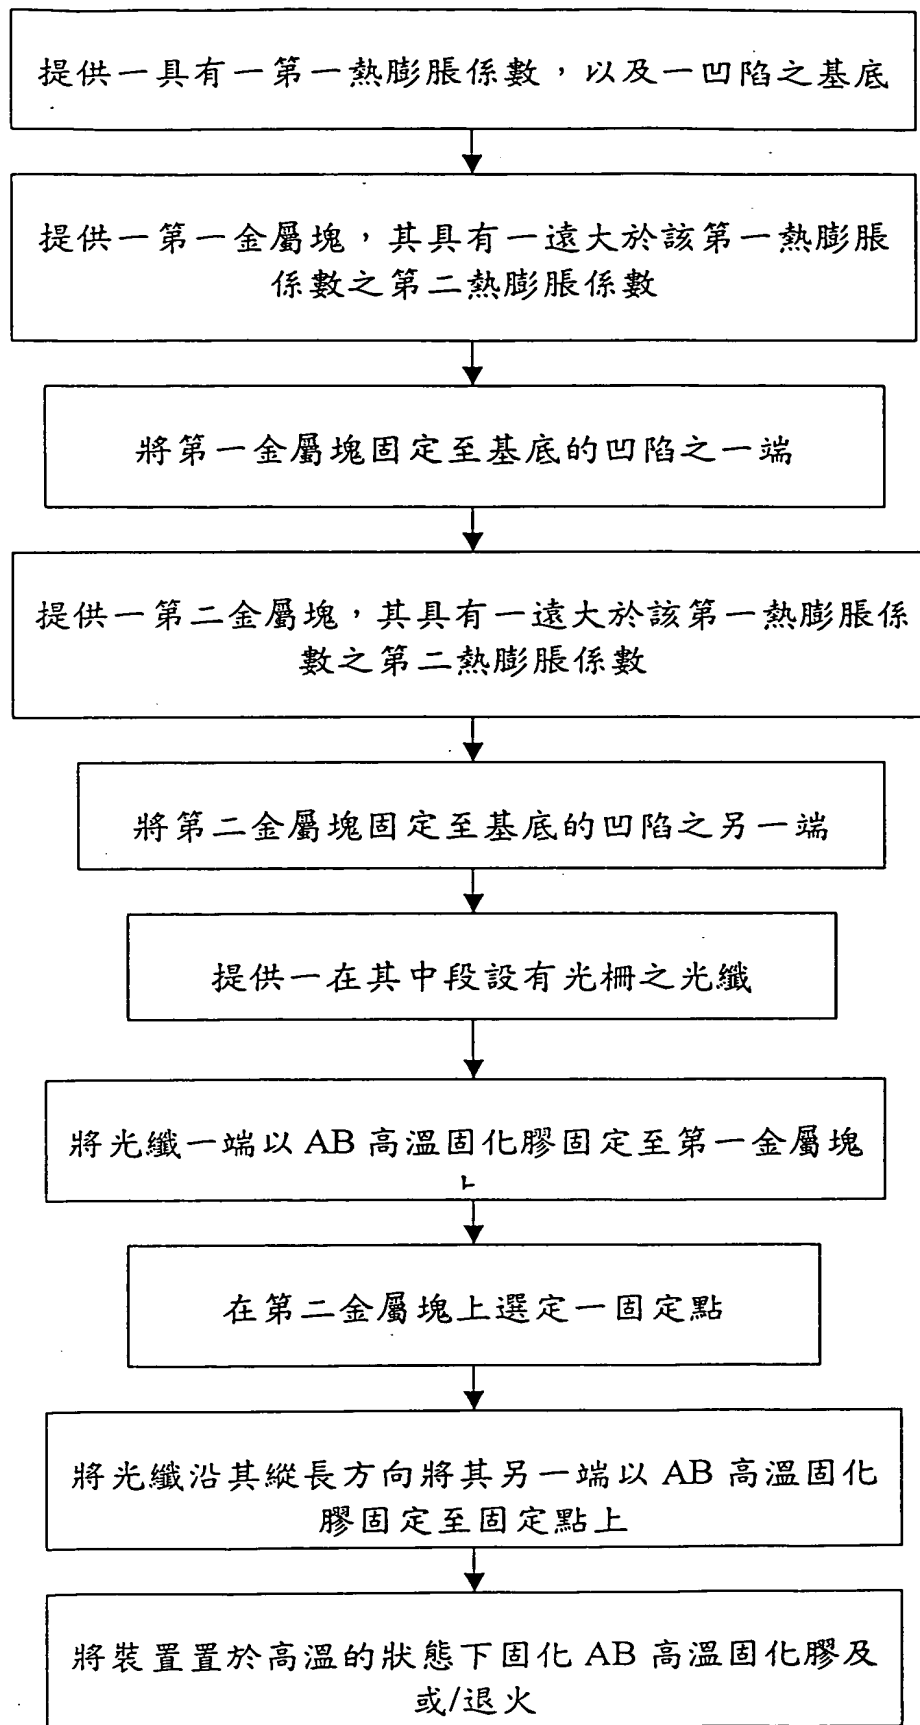 提供一具有一第一熱膨脹係數，以及一凹陷之基底
提供一第一金屬塊，其具有一遠大於該第一熱膨脹
係數之第二熱膨脹係數
將第一金屬塊固定至基底的凹陷之一端
提供一第二金屬塊，其具有一遠大於該第一熱膨脹係
數之第二熱膨脹係數
將第二金屬塊固定至基底的凹陷之另一端
提供一在其中段設有光柵之光纖
將光纖一端以 AB 高溫固化膠固定至第一金屬塊
在第二金屬塊上選定一固定點
將光纖沿其縱長方向將其另一端以 AB 高溫固化
膠固定至固定點上
將裝置置於高溫的狀態下固化 AB 高溫固化膠及
或/退火